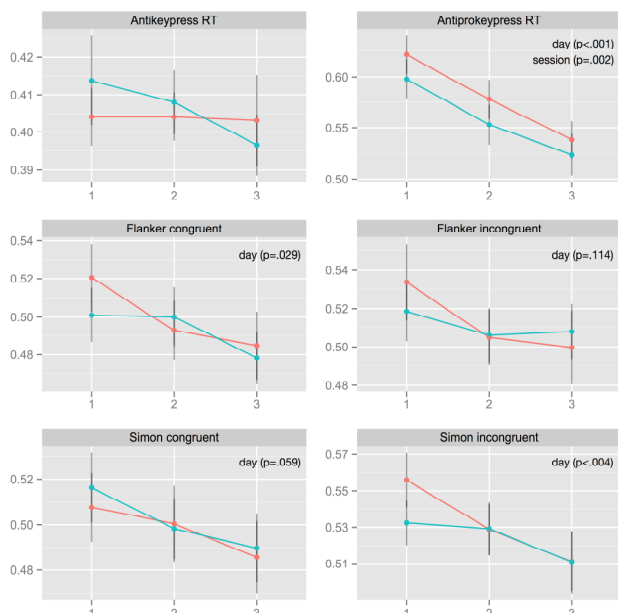 Antikeypress RT
0.42
0.41
0.40
0.39
1 2 3
Antiprokeypress RT
day (p<.001)
session (p=.002)
0.60
0.55
0.50
1 2 3
Flanker congruent
day (p=.029)
0.54
0.50
0.48
1 2 3
Flanker incongruent
day (p=.114)
0.54
0.52
0.50
0.48
1 2 3
Simon congruent
day (p=.059)
0.52
0.50
0.48
Simon incongruent
day (p<.004)
0.57
0.55
0.53
0.51